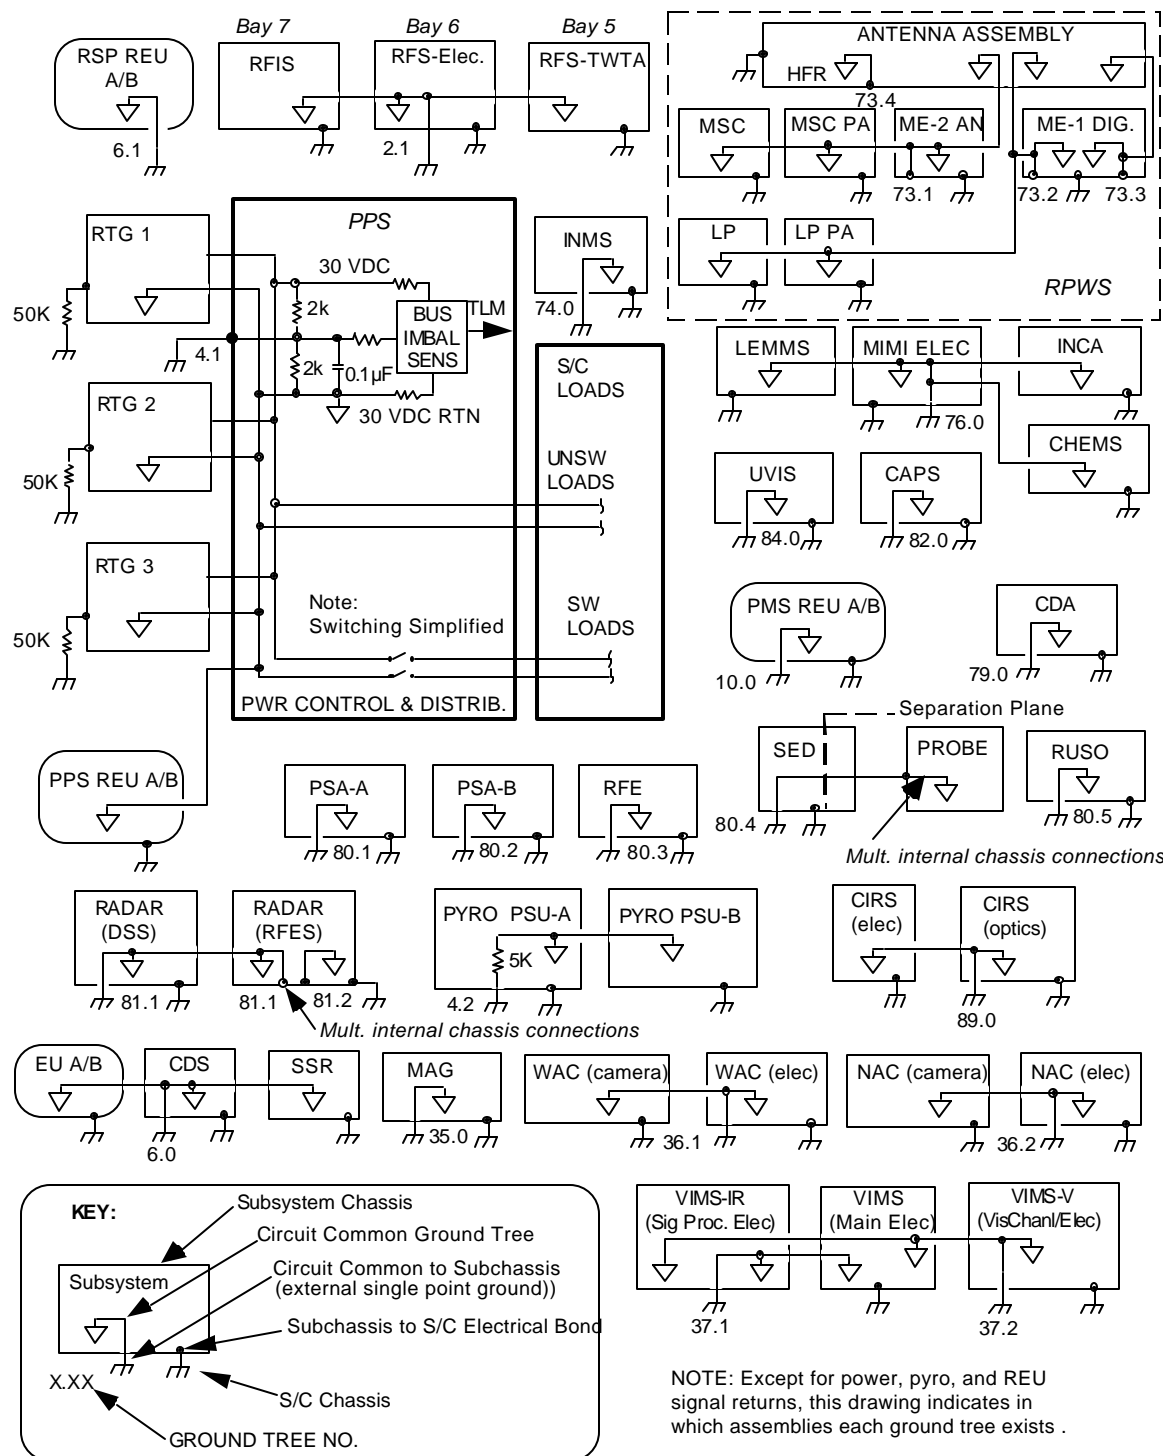 Bay 7
Bay 6
Bay 5
RSP REU
A/B
6.1
RFIS
RFS-Elec.
RFS-TWTA
2.1
ANTENNA ASSEMBLY
HFR
73.4
MSC
MSC PA
ME-2 AN
ME-1 DIG.
73.1
73.2
73.3
LP
LP PA
RPWS
RTG 1
50K
4.1
RTG 2
50K
RTG 3
50K
PPS
30 VDC
2k
BUS
IMBAL
SENS
TLM
2k
0.1µF
30 VDC RTN
Note:
Switching Simplified
PWR CONTROL & DISTRIB.
INMS
74.0
S/C
LOADS
UNSW
LOADS
SW
LOADS
LEMMS
MIMI ELEC
INCA
76.0
CHEMS
UVIS
84.0
CAPS
82.0
PMS REU A/B
10.0
CDA
79.0
Separation Plane
SED
PROBE
RUSO
80.4
80.5
Mult. internal chassis connections
PPS REU A/B
PSA-A
PSA-B
RFE
80.1
80.2
80.3
RADAR
(DSS)
RADAR
(RFES)
81.1
81.1
81.2
Mult. internal chassis connections
PYRO PSU-A
PYRO PSU-B
5K
4.2
CIRS
(elec)
CIRS
(optics)
89.0
EU A/B
CDS
SSR
6.0
MAG
35.0
WAC (camera)
WAC (elec)
36.1
NAC (camera)
NAC (elec)
36.2
KEY:
Subsystem Chassis
Circuit Common Ground Tree
Subsystem
Circuit Common to Subchassis
(external single point ground))
Subchassis to S/C Electrical Bond
X.XX
S/C Chassis
GROUND TREE NO.
VIMS-IR
(Sig Proc. Elec)
VIMS
(Main Elec)
VIMS-V
(VisChanl/Elec)
37.1
37.2
NOTE: Except for power, pyro, and REU
signal returns, this drawing indicates in
which assemblies each ground tree exists .